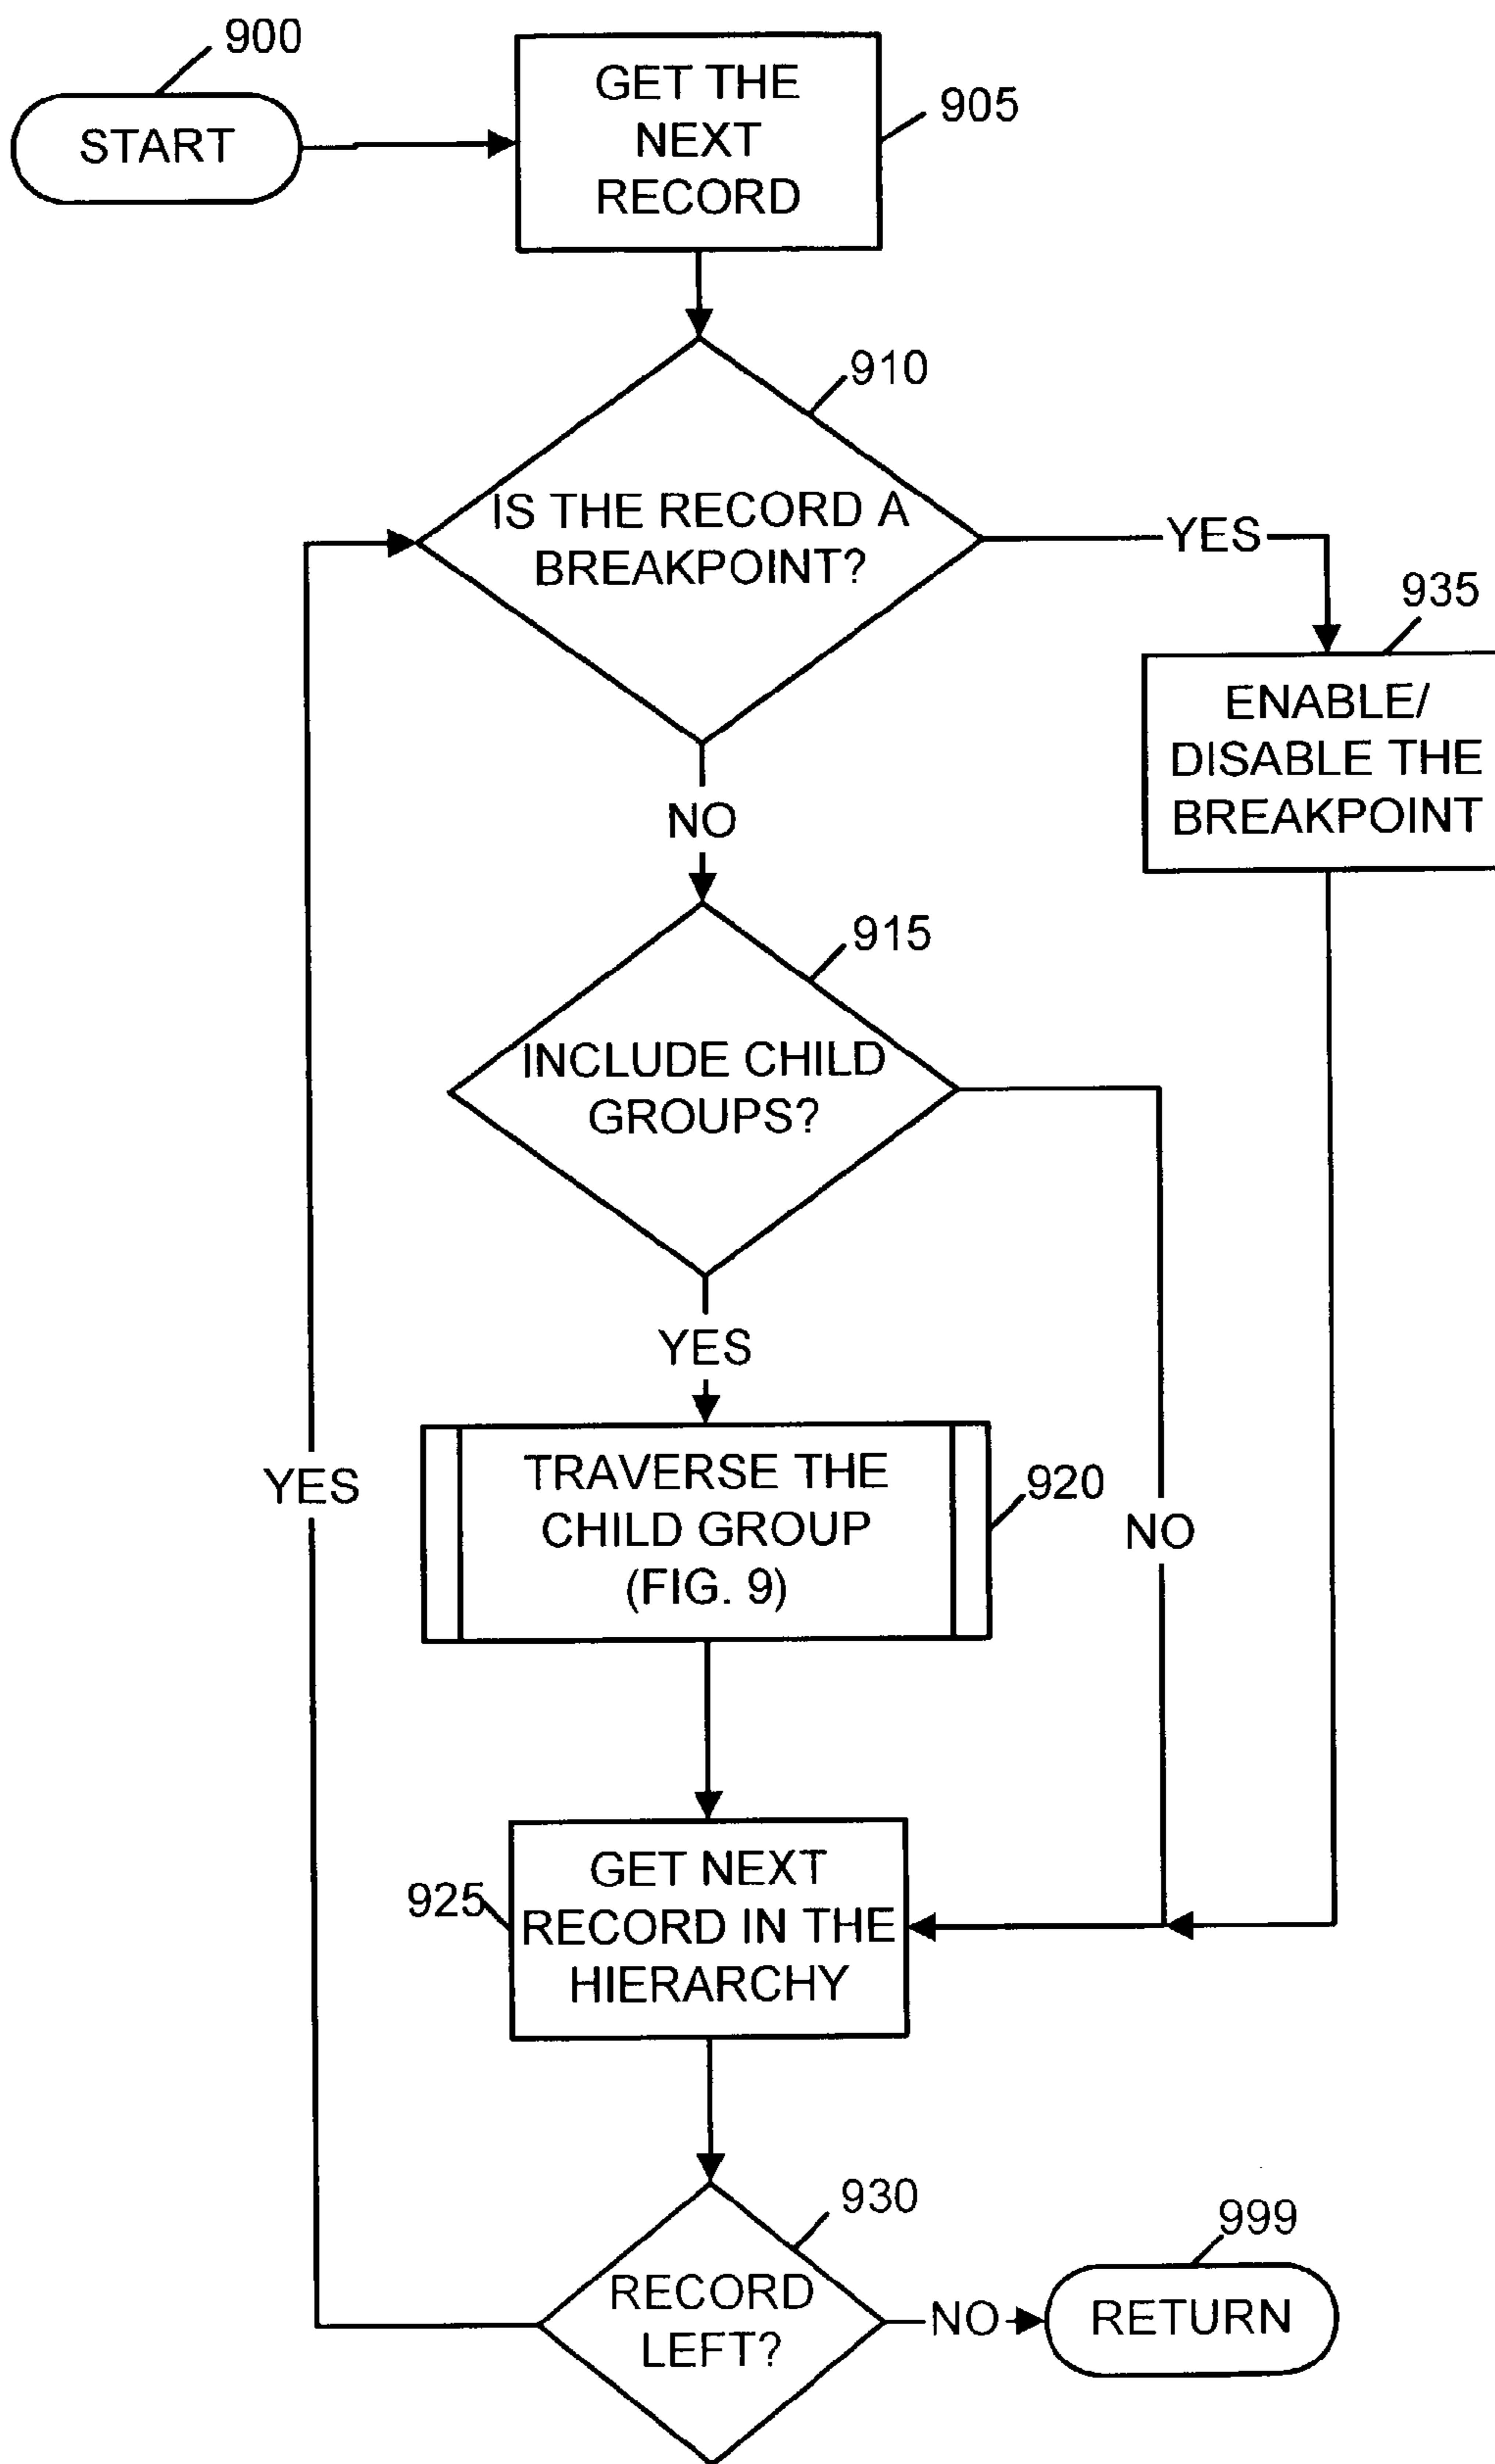 900
START
GET THE
NEXT
RECORD
905
910
IS THE RECORD A
BREAKPOINT?
YES
935
ENABLE/
DISABLE THE
BREAKPOINT
NO
915
INCLUDE CHILD
GROUPS?
YES
YES
TRAVERSE THE
CHILD GROUP
(FIG. 9)
920
NO
GET NEXT
RECORD IN THE
HIERARCHY
925
930
RECORD
LEFT?
NO
999
RETURN